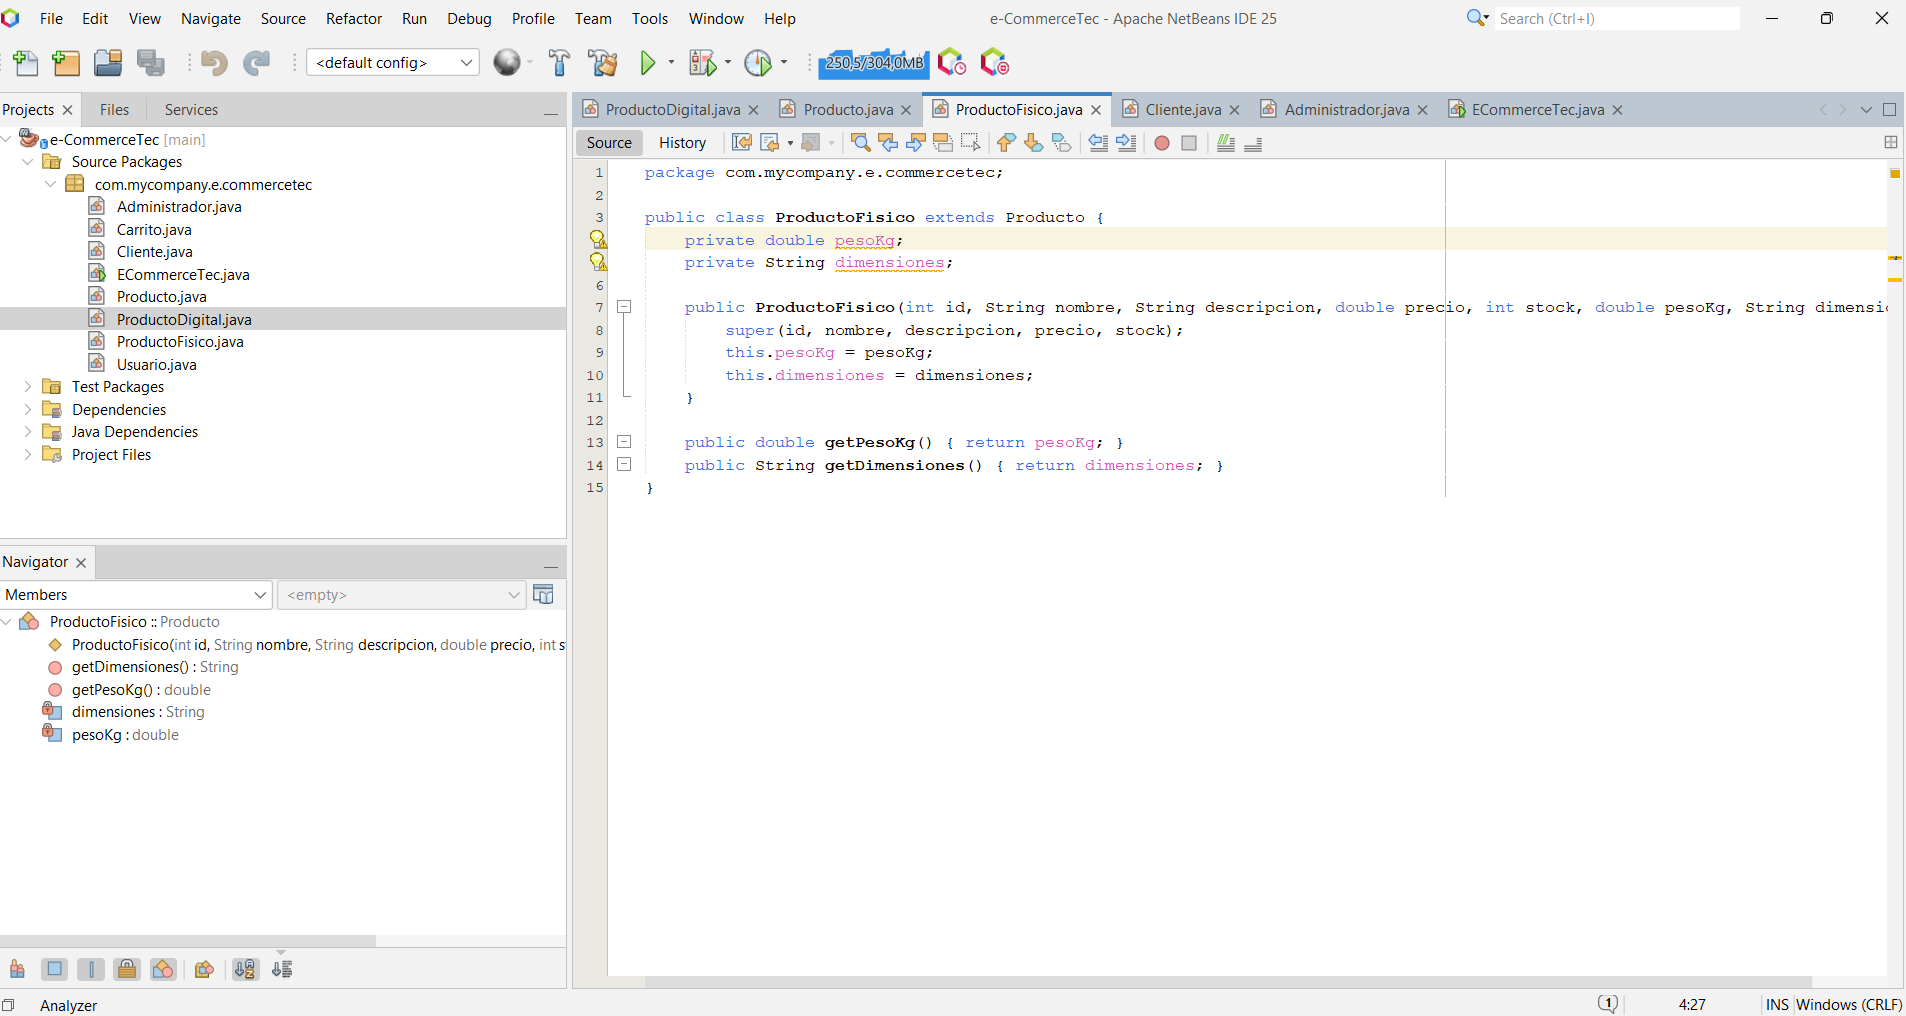 File Edit View Navigate Source Refactor Run Debug Profile Team Tools Window Help e-CommerceTec - Apache NetBeans IDE 25 Search (Ctrl+I)
<default config> 250,5/304,0MB
Projects Files Services
e-CommerceTec [main]
Source Packages
com.mycompany.e.commercetec
Administrador.java
Carrito.java
Cliente.java
ECommerceTec.java
Producto.java
ProductoDigital.java
ProductoFisico.java
Usuario.java
Test Packages
Dependencies
Java Dependencies
Project Files
Navigator
Members <empty>
ProductoFisico :: Producto
ProductoFisico(int id, String nombre, String descripcion, double precio, int s
getDimensiones() : String
getPesoKg() : double
dimensiones : String
pesoKg : double
ProductoDigital.java Producto.java ProductoFisico.java Cliente.java Administrador.java ECommerceTec.java
Source History
1 package com.mycompany.e.commercetec;
2
3 public class ProductoFisico extends Producto {
private double pesoKg;
private String dimensiones;
6
7 public ProductoFisico(int id, String nombre, String descripcion, double precio, int stock, double pesoKg, String dimensi
8 super(id, nombre, descripcion, precio, stock);
9 this.pesoKg = pesoKg;
10 this.dimensiones = dimensiones;
11 }
12
13 public double getPesoKg() { return pesoKg; }
14 public String getDimensiones() { return dimensiones; }
15 }
Analyzer 1 4:27 INS Windows (CRLF)